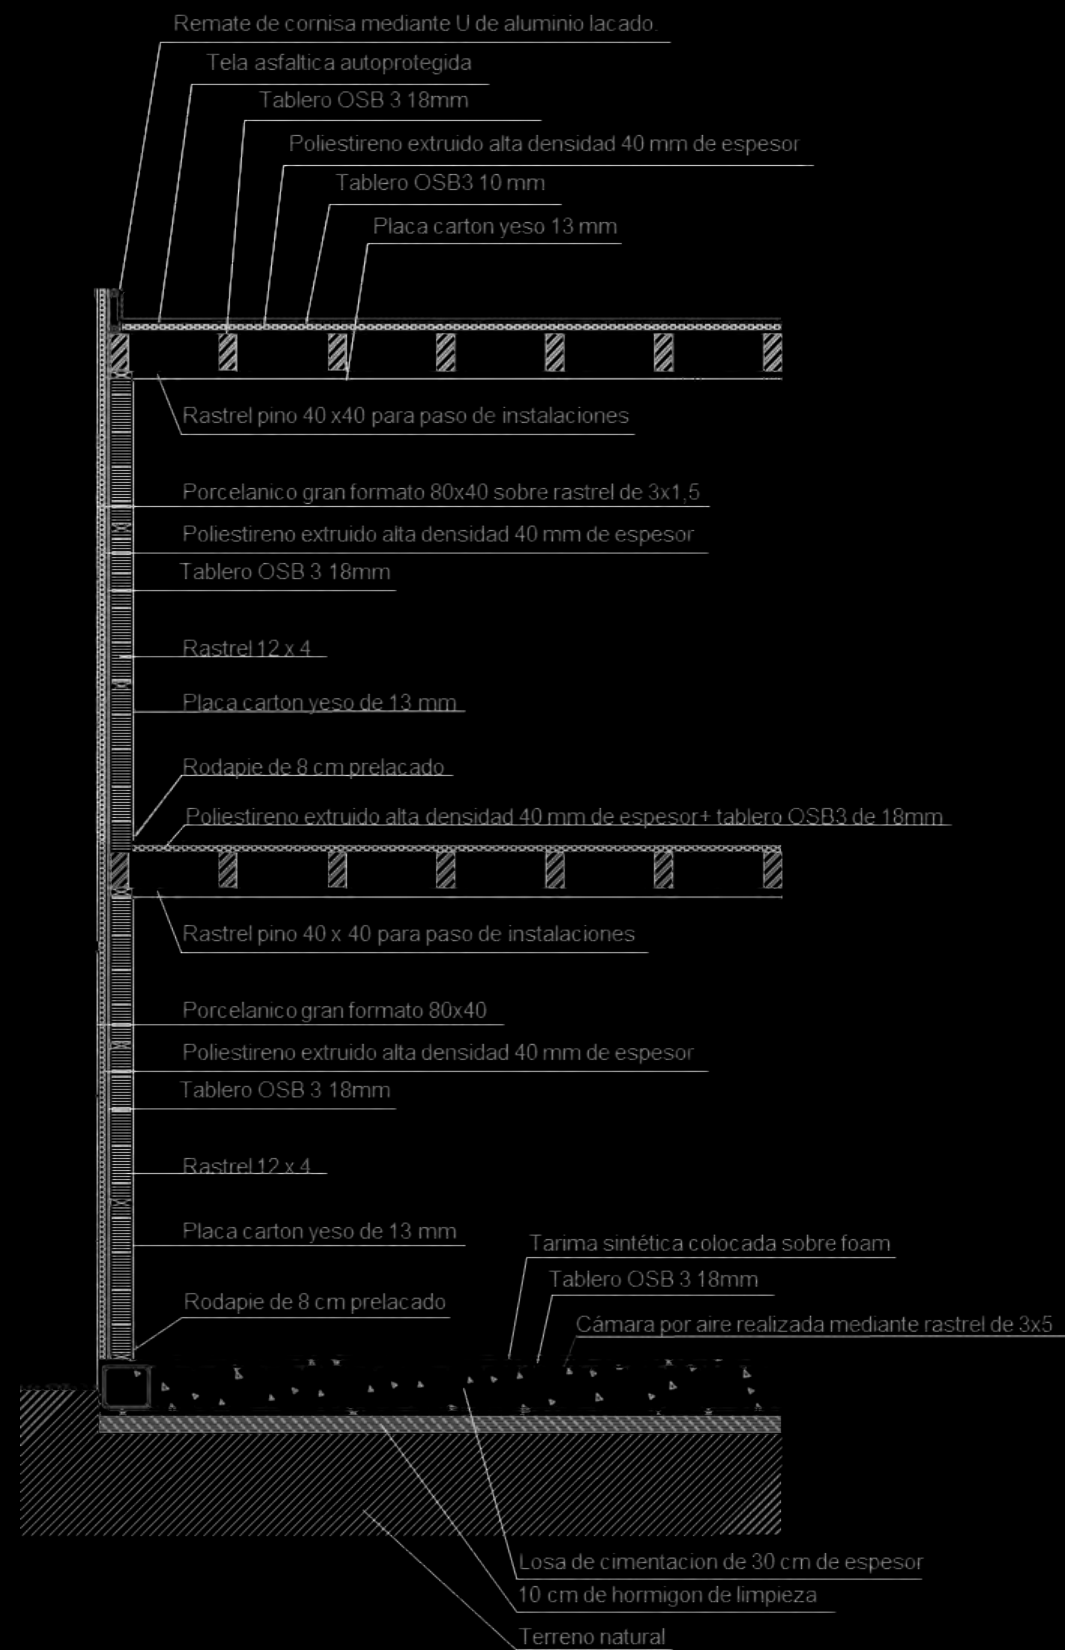 Remate de cornisa mediante U de aluminio lacado.
Tela asfaltica autoprotegida
Tablero OSB 3 18mm
Poliestireno extruido alta densidad 40 mm de espesor
Tablero OSB3 10 mm
Placa carton yeso 13 mm
Rastrel pino 40 x40 para paso de instalaciones
Porcelanico gran formato 80x40 sobre rastrel de 3x1,5
Poliestireno extruido alta densidad 40 mm de espesor
Tablero OSB 3 18mm
Rastrel 12 x 4
Placa carton yeso de 13 mm
Rodapie de 8 cm prelacado
Poliestireno extruido alta densidad 40 mm de espesor+ tablero OSB3 de 18mm
Rastrel pino 40 x 40 para paso de instalaciones
Porcelanico gran formato 80x40
Poliestireno extruido alta densidad 40 mm de espesor
Tablero OSB 3 18mm
Rastrel 12 x 4
Placa carton yeso de 13 mm
Tarima sintética colocada sobre foam
Tablero OSB 3 18mm
Rodapie de 8 cm prelacado
Cámara por aire realizada mediante rastrel de 3x5
Losa de cimentacion de 30 cm de espesor
10 cm de hormigon de limpieza
Terreno natural